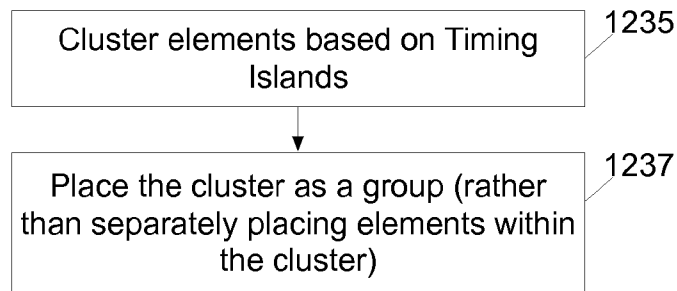 Cluster elements based on Timing
Islands
1235
Place the cluster as a group (rather
than separately placing elements within
the cluster)
1237